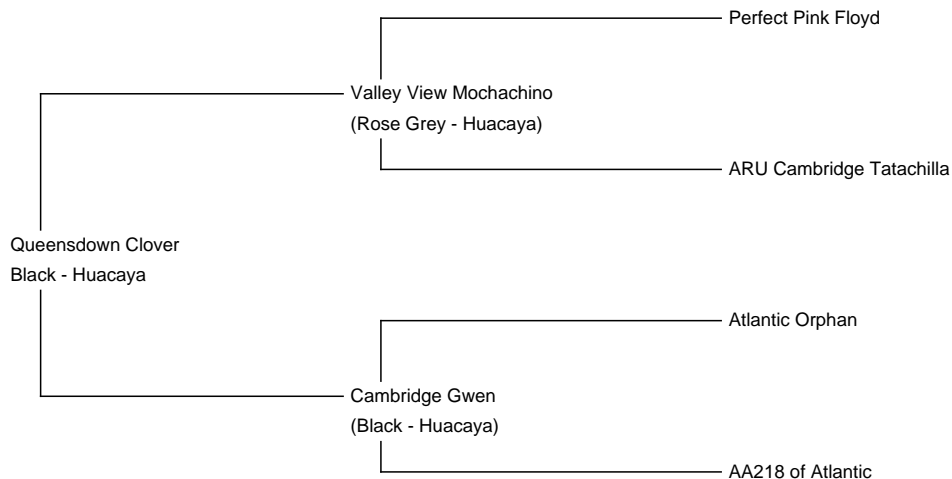 Perfect Pink Floyd
Valley View Mochachino
(Rose Grey - Huacaya)
ARU Cambridge Tatachilla
Queensdown Clover
Black - Huacaya
Atlantic Orphan
Cambridge Gwen
(Black - Huacaya)
AA218 of Atlantic